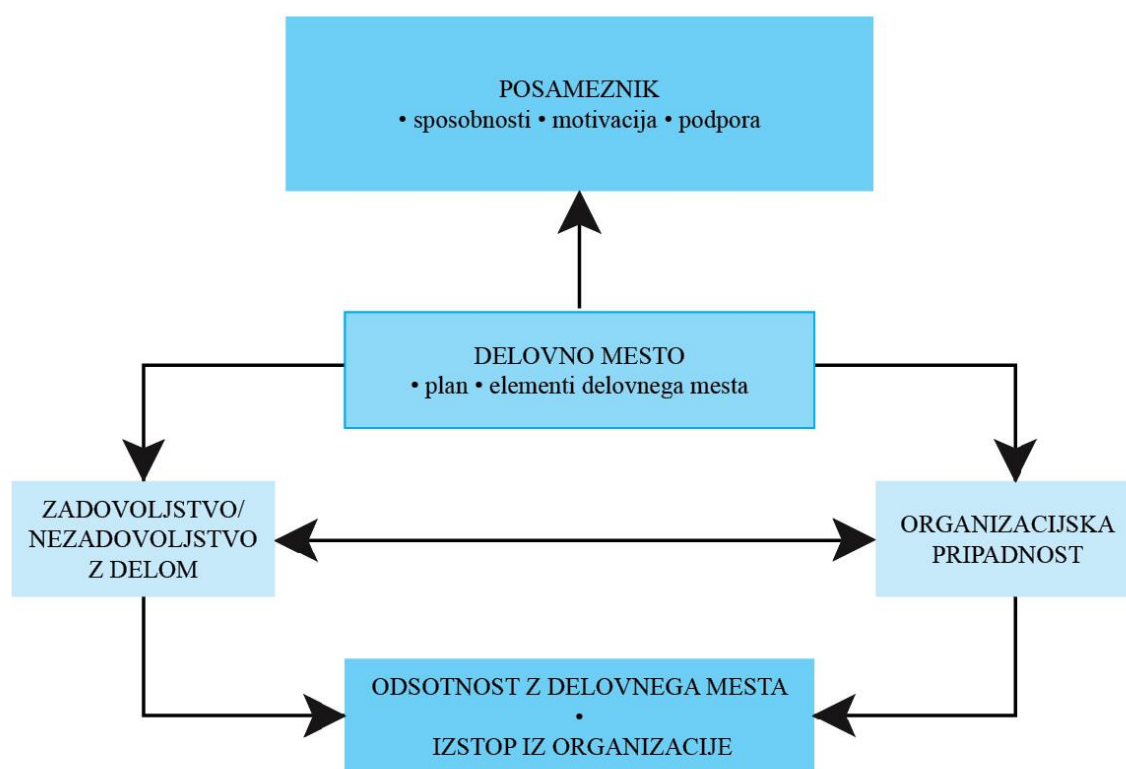 POSAMEZNIK
• sposobnosti • motivacija • podpora
DELOVNO MESTO
• plan • elementi delovnega mesta
ZADOVOLJSTVO/
NEZADOVOLJSTVO
Z DELOM
ORGANIZACIJSKA
PRIPADNOST
ODSOTNOST Z DELOVNEGA MESTA
•
IZSTOP IZ ORGANIZACIJE